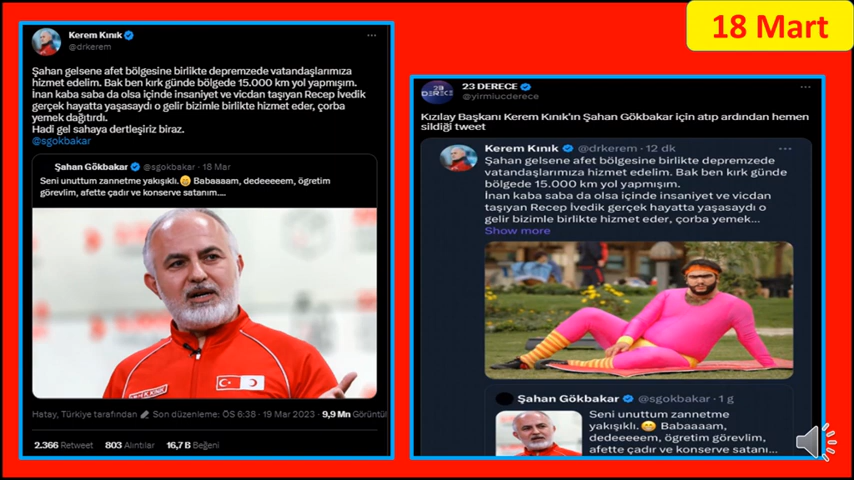 18 Mart
Kerem Kınık
@drkerem
Şahan gelsene afet bölgesine birlikte depremzede vatandaşlarımıza
hizmet edelim. Bak ben kırk günde bölgede 15.000 km yol yapmışım.
İnan kaba saba da olsa içinde insaniyet ve vicdan taşıyan Recep İvedik
gerçek hayatta yaşasaydı o gelir bizimle birlikte hizmet eder, çorba
yemek dağıtırdı.
Hadi gel sahaya dertleşiriz biraz.
@sgokbakar
Şahan Gökbakar @sgokbakar · 18 Mar
Seni unuttum zannetme yakışıklı. Babaaaam, dedeeeeem, ögretim
görevlim, afette çadır ve konserve satanım....
Hatay, Türkiye tarafından Son düzenleme: ÖS 6:38 · 19 Mar 2023 · 9,9 Mn Görüntül
2.366 Retweet 803 Alıntılar 16,7 B Beğeni
23 DERECE
@yirmiucderece
Kızılay Başkanı Kerem Kınık'ın Şahan Gökbakar için atıp ardından hemen
sildiği tweet
Kerem Kınık @drkerem · 12 dk
Şahan gelsene afet bölgesine birlikte depremzede
vatandaşlarımıza hizmet edelim. Bak ben kırk günde
bölgede 15.000 km yol yapmışım.
İnan kaba saba da olsa içinde insaniyet ve vicdan
taşıyan Recep İvedik gerçek hayatta yaşasaydı o
gelir bizimle birlikte hizmet eder, çorba yemek...
Show more
Şahan Gökbakar @sgokbakar · 1 g
Seni unuttum zannetme
yakışıklı. Babaaaam,
dedeeeeem, ögretim görevlim,
afette çadır ve konserve satanı...